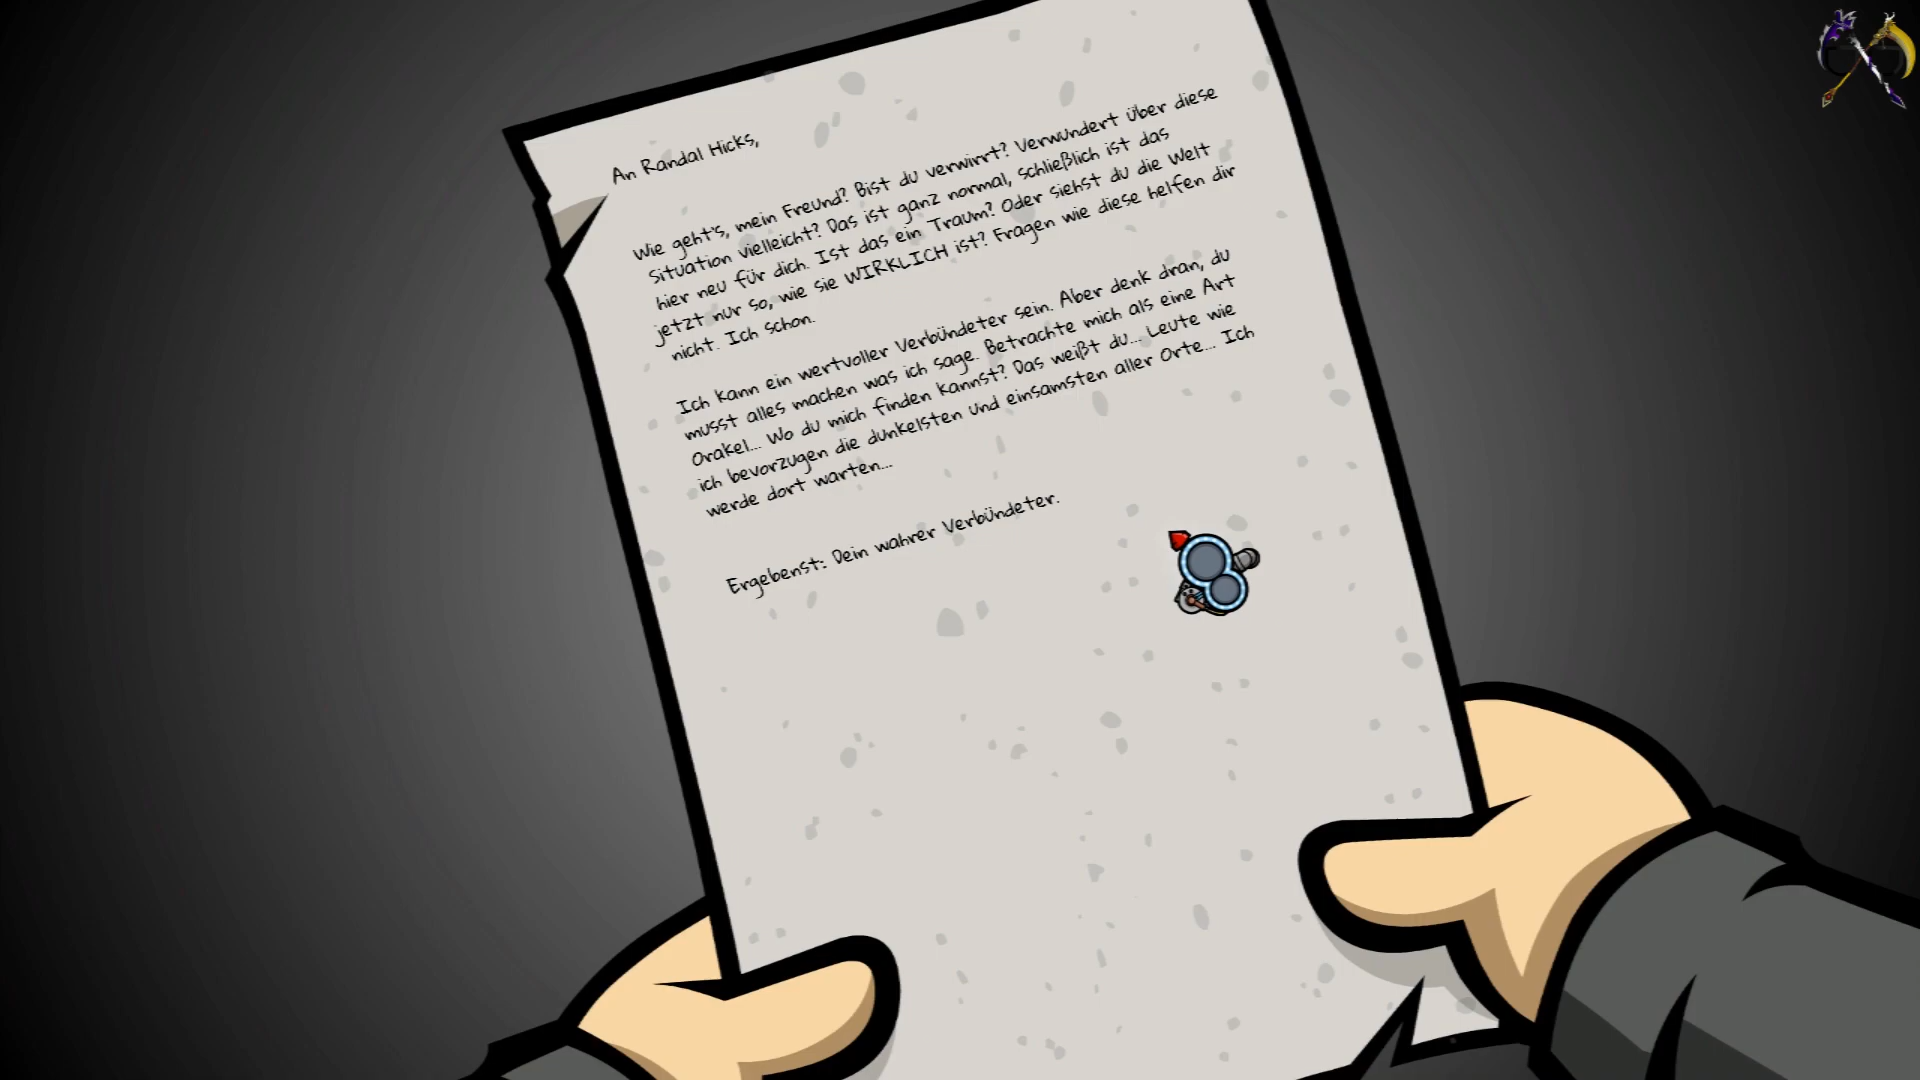 An Randal Hicks,
Wie geht's, mein Freund? Bist du verwirrt? Verwundert über diese
Situation vielleicht? Das ist ganz normal, schließlich ist das
hier neu für dich. Ist das ein Traum? Oder siehst du die Welt
jetzt nur so, wie sie WIRKLICH ist? Fragen wie diese helfen dir
nicht. Ich schon.
Ich kann ein wertvoller Verbündeter sein. Aber denk dran, du
musst alles machen was ich sage. Betrachte mich als eine Art
Orakel... Wo du mich finden kannst? Das weißt du... Leute wie
ich bevorzugen die dunkelsten und einsamsten aller Orte... Ich
werde dort warten...
Ergebenst: Dein wahrer Verbündeter.